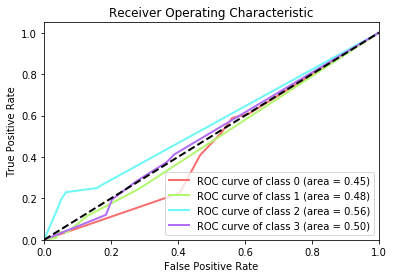 Receiver Operating Characteristic
1.0
0.8
0.6
0.4
0.2
0.0
True Positive Rate
ROC curve of class 0 (area = 0.45)
ROC curve of class 1 (area = 0.48)
ROC curve of class 2 (area = 0.56)
ROC curve of class 3 (area = 0.50)
0.0 0.2 0.4 0.6 0.8 1.0
False Positive Rate